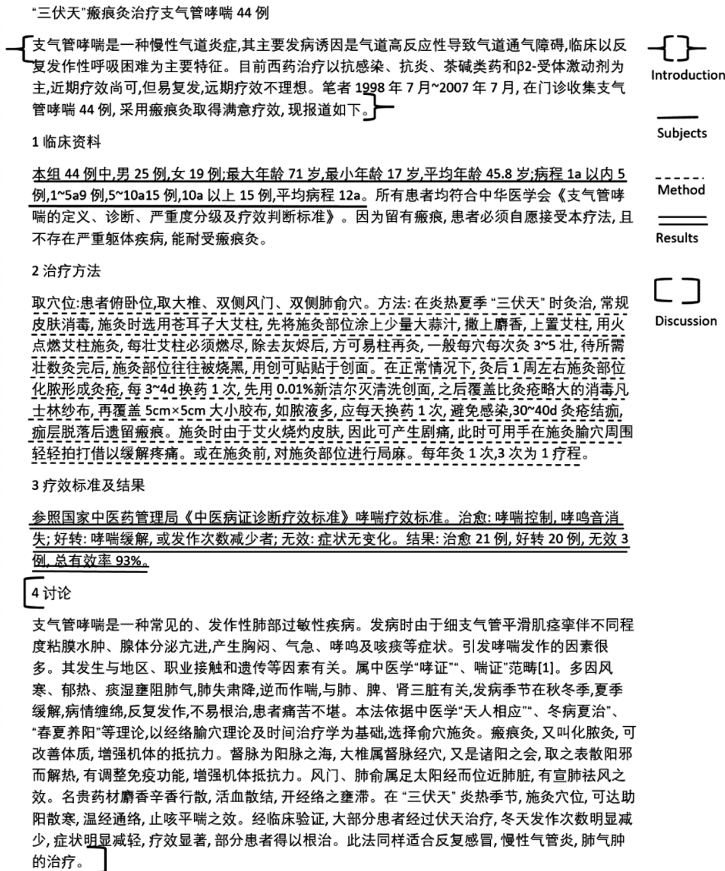 “三伏天”瘢痕灸治疗支气管哮喘 44 例
支气管哮喘是一种慢性气道炎症,其主要发病诱因是气道高反应性导致气道通气障碍,临床以反
复发作性呼吸困难为主要特征。目前西药治疗以抗感染、抗炎、茶碱类药和β2-受体激动剂为
主,近期疗效尚可,但易复发,远期疗效不理想。笔者 1998 年 7 月~2007 年 7 月, 在门诊收集支气
管哮喘 44 例, 采用瘢痕灸取得满意疗效, 现报道如下。
1 临床资料
本组 44 例中,男 25 例,女 19 例;最大年龄 71 岁,最小年龄 17 岁,平均年龄 45.8 岁;病程 1a 以内 5
例,1~5a9 例,5~10a15 例,10a 以上 15 例,平均病程 12a。所有患者均符合中华医学会《支气管哮
喘的定义、诊断、严重度分级及疗效判断标准》。因为留有瘢痕, 患者必须自愿接受本疗法, 且
不存在严重躯体疾病, 能耐受瘢痕灸。
2 治疗方法
取穴位:患者俯卧位,取大椎、双侧风门、双侧肺俞穴。方法: 在炎热夏季 “三伏天” 时灸治, 常规
皮肤消毒, 施灸时选用苍耳子大艾柱, 先将施灸部位涂上少量大蒜汁, 撒上麝香, 上置艾柱, 用火
点燃艾柱施灸, 每壮艾柱必须燃尽, 除去灰烬后, 方可易柱再灸, 一般每穴每次灸 3~5 壮, 待所需
壮数灸完后, 施灸部位往往被烧黑, 用创可贴贴于创面。在正常情况下, 灸后 1 周左右施灸部位
化脓形成灸疮, 每 3~4d 换药 1 次, 先用 0.01%新洁尔灭清洗创面, 之后覆盖比灸疮略大的消毒凡
士林纱布, 再覆盖 5cm×5cm 大小胶布, 如脓液多, 应每天换药 1 次, 避免感染,30~40d 灸疮结痂,
痂层脱落后遗留瘢痕。施灸时由于艾火烧灼皮肤, 因此可产生剧痛, 此时可用手在施灸腧穴周围
轻轻拍打借以缓解疼痛。或在施灸前, 对施灸部位进行局麻。每年灸 1 次,3 次为 1 疗程。
3 疗效标准及结果
参照国家中医药管理局《中医病证诊断疗效标准》哮喘疗效标准。治愈: 哮喘控制, 哮鸣音消
失; 好转: 哮喘缓解, 或发作次数减少者; 无效: 症状无变化。结果: 治愈 21 例, 好转 20 例, 无效 3
例, 总有效率 93%。
4 讨论
支气管哮喘是一种常见的、发作性肺部过敏性疾病。发病时由于细支气管平滑肌痉挛伴不同程
度粘膜水肿、腺体分泌亢进,产生胸闷、气急、哮鸣及咳痰等症状。引发哮喘发作的因素很
多。其发生与地区、职业接触和遗传等因素有关。属中医学“哮证”“、喘证”范畴[1]。多因风
寒、郁热、痰湿壅阻肺气,肺失肃降,逆而作喘,与肺、脾、肾三脏有关,发病季节在秋冬季,夏季
缓解,病情缠绵,反复发作,不易根治,患者痛苦不堪。本法依据中医学“天人相应”“、冬病夏治”、
“春夏养阳”等理论,以经络腧穴理论及时间治疗学为基础,选择俞穴施灸。瘢痕灸, 又叫化脓灸, 可
改善体质, 增强机体的抵抗力。督脉为阳脉之海, 大椎属督脉经穴, 又是诸阳之会, 取之表散阳邪
而解热, 有调整免疫功能, 增强机体抵抗力。风门、肺俞属足太阳经而位近肺脏, 有宣肺祛风之
效。名贵药材麝香辛香行散, 活血散结, 开经络之壅滞。在 “三伏天” 炎热季节, 施灸穴位, 可达助
阳散寒, 温经通络, 止咳平喘之效。经临床验证, 大部分患者经过伏天治疗, 冬天发作次数明显减
少, 症状明显减轻, 疗效显著, 部分患者得以根治。此法同样适合反复感冒, 慢性气管炎, 肺气肿
的治疗。
Introduction
Subjects
Method
Results
Discussion